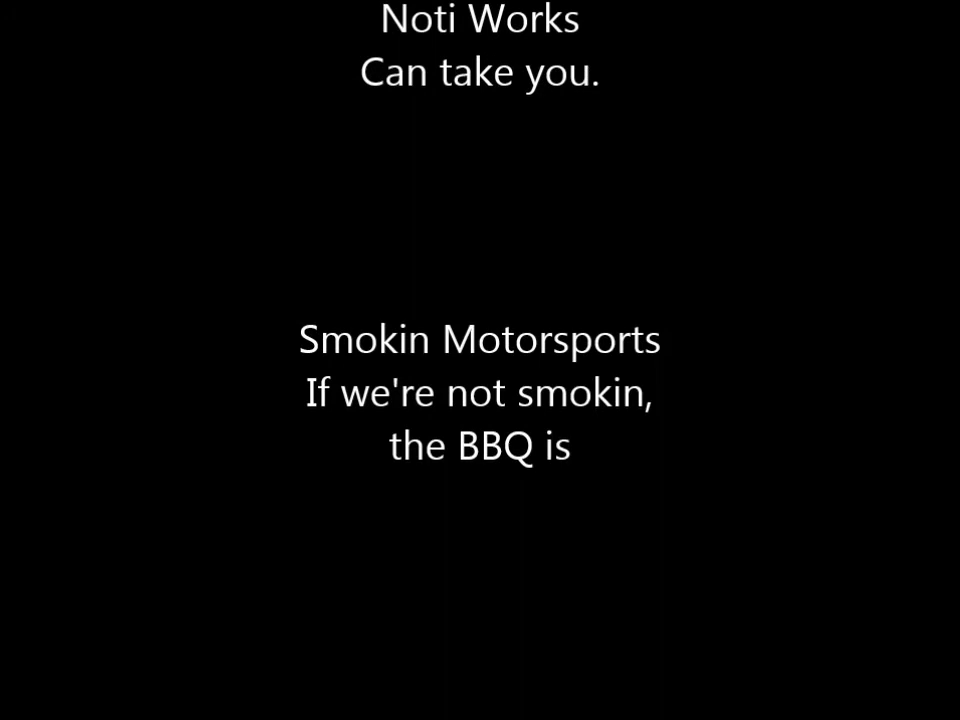 Noti Works
Can take you.
Smokin Motorsports
If we're not smokin,
the BBQ is